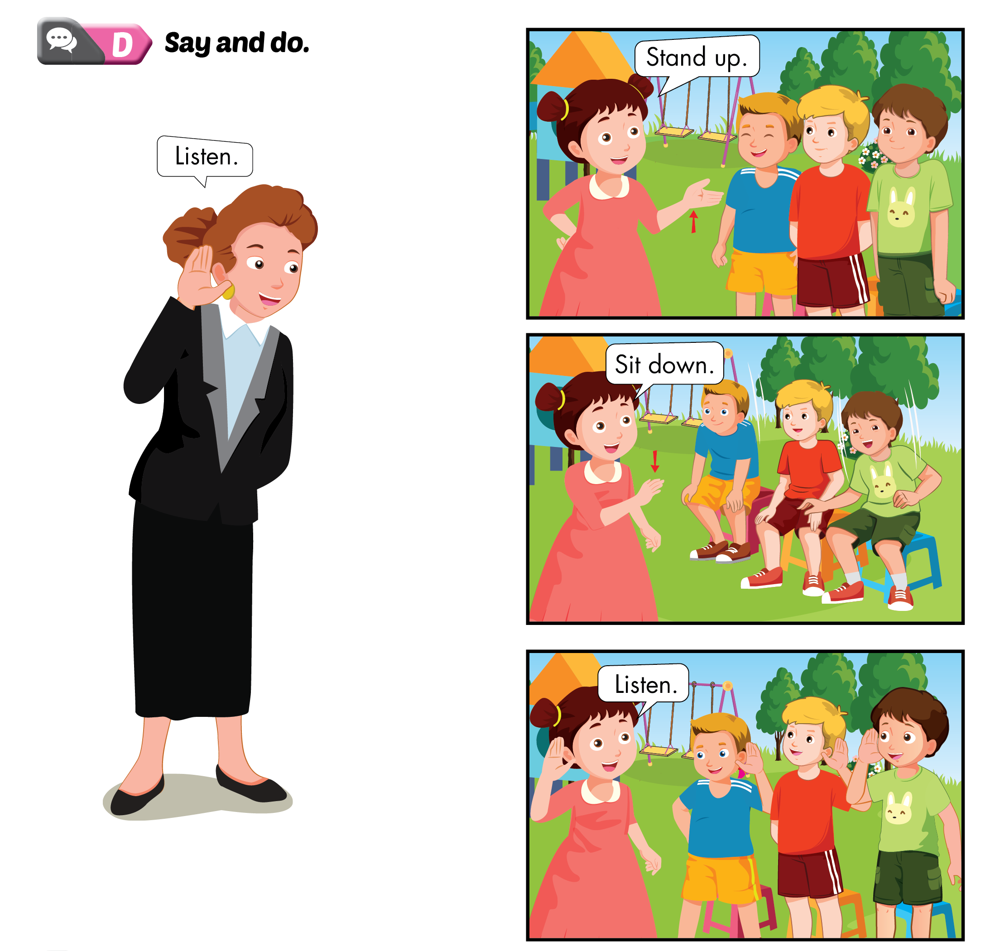 D Say and do.
Listen.
Stand up.
Sit down.
Listen.